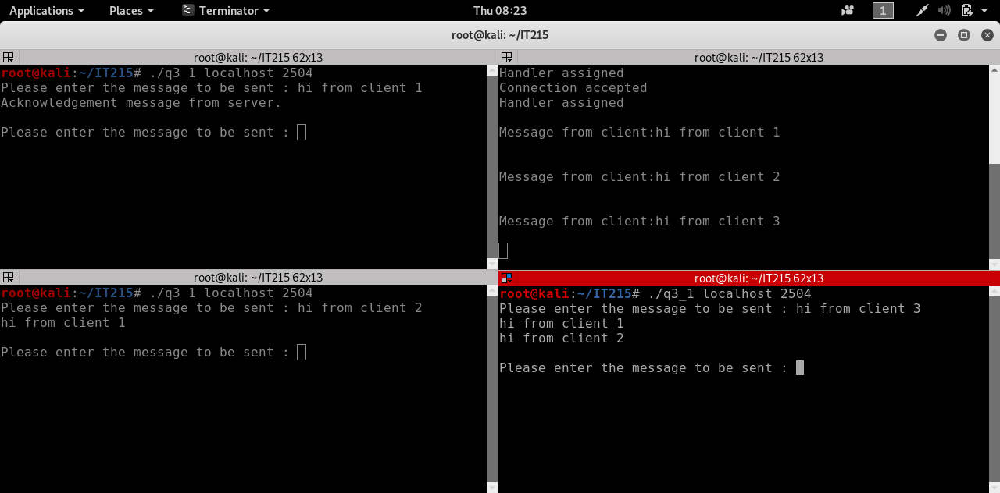 Applications Places Terminator Thu 08:23 1
root@kali: ~/IT215
root@kali: ~/IT215 62x13
root@kali:~/IT215# ./q3_1 localhost 2504
Please enter the message to be sent : hi from client 1
Acknowledgement message from server.
Please enter the message to be sent :
root@kali: ~/IT215 62x13
Handler assigned
Connection accepted
Handler assigned
Message from client:hi from client 1
Message from client:hi from client 2
Message from client:hi from client 3
root@kali: ~/IT215 62x13
root@kali:~/IT215# ./q3_1 localhost 2504
Please enter the message to be sent : hi from client 2
hi from client 1
Please enter the message to be sent :
root@kali: ~/IT215 62x13
root@kali:~/IT215# ./q3_1 localhost 2504
Please enter the message to be sent : hi from client 3
hi from client 1
hi from client 2
Please enter the message to be sent :